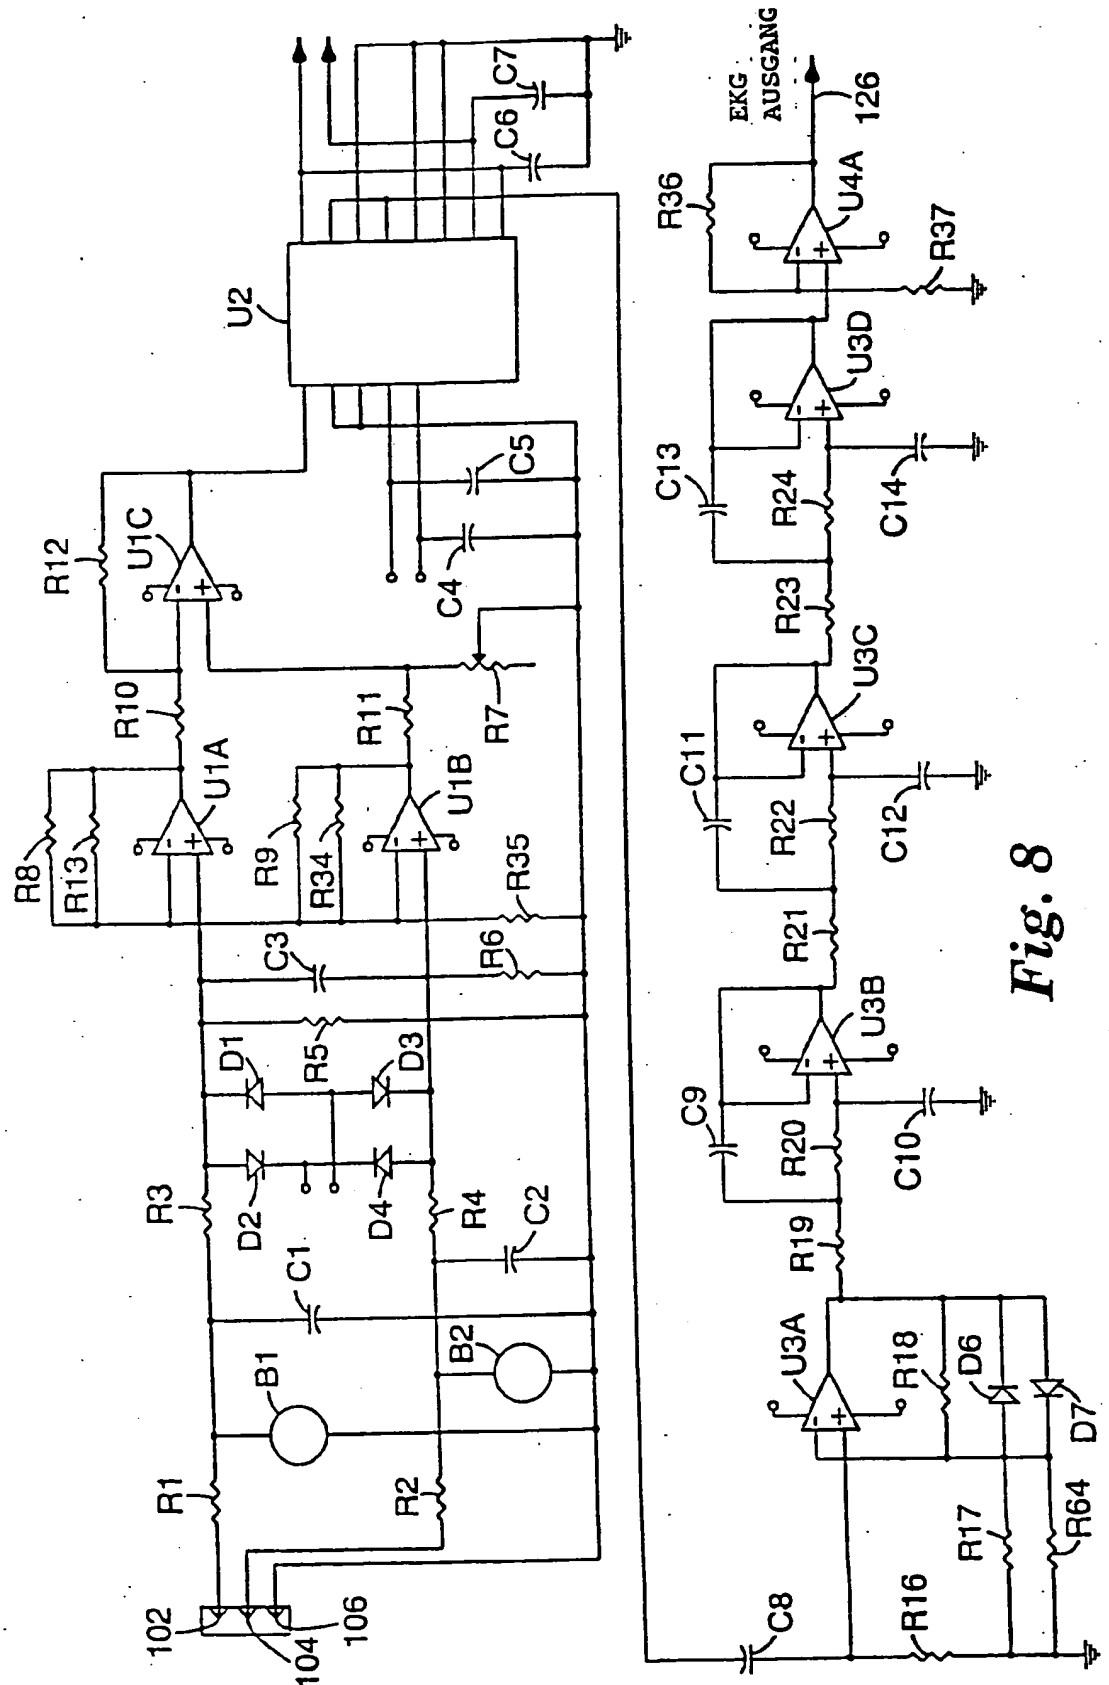 102
104
106
R1
R2
B1
B2
C1
C2
R3
R4
D2
D4
D1
D3
R5
C3
R6
R35
R8
R13
R9
R34
U1A
U1B
R10
R11
R7
R12
U1C
C4
C5
U2
C6
C7
C8
R16
R17
R64
U3A
R18
D6
D7
R19
C9
R20
C10
U3B
R21
C11
R22
C12
U3C
R23
C13
R24
C14
U3D
R36
U4A
R37
EKG
AUSGANG
126
Fig. 8